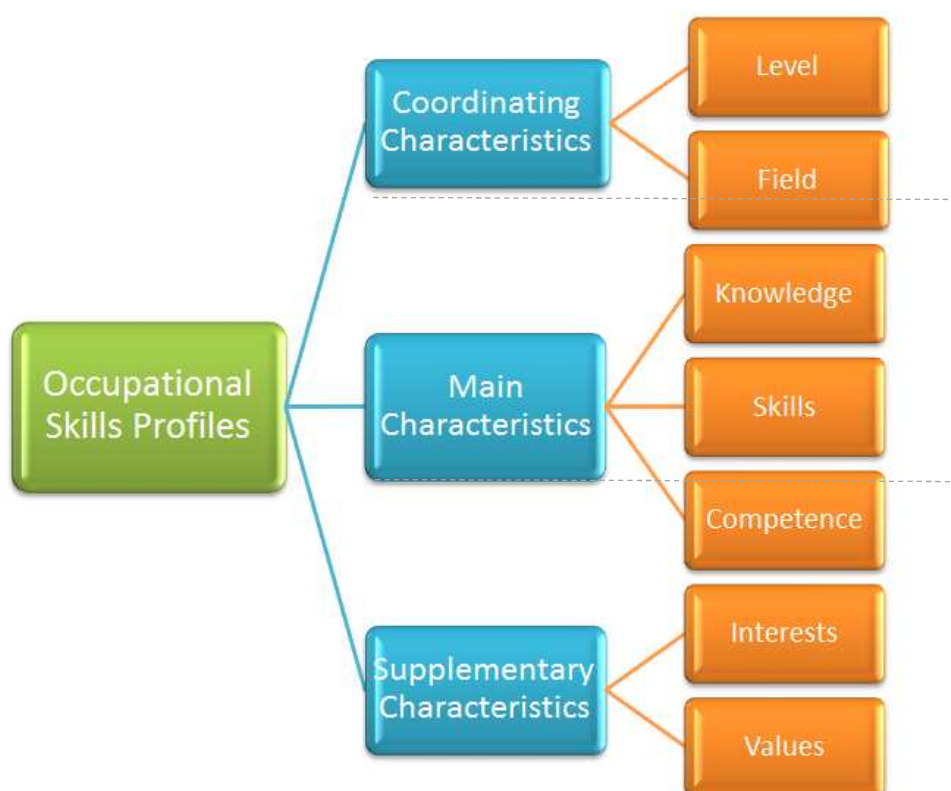 Occupational
Skills Profiles
Coordinating
Characteristics
Level
Field
Main
Characteristics
Knowledge
Skills
Competence
Supplementary
Characteristics
Interests
Values